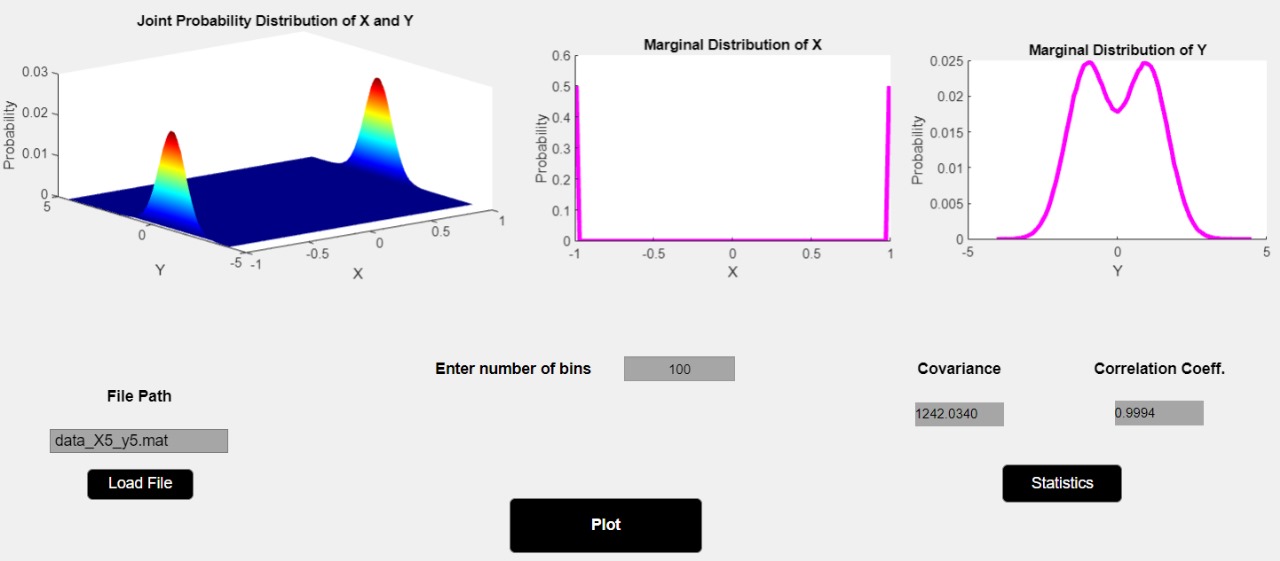 Joint Probability Distribution of X and Y
0.03
0.02
0.01
0
Probability
5
0
-5
Y
-1
-0.5
0
0.5
1
X
Marginal Distribution of X
0.6
0.5
0.4
0.3
0.2
0.1
0
Probability
-1
-0.5
0
0.5
1
X
Marginal Distribution of Y
0.025
0.02
0.015
0.01
0.005
0
Probability
-5
0
5
Y
Enter number of bins
100
Covariance
Correlation Coeff.
1242.0340
0.9994
File Path
data_X5_y5.mat
Load File
Statistics
Plot